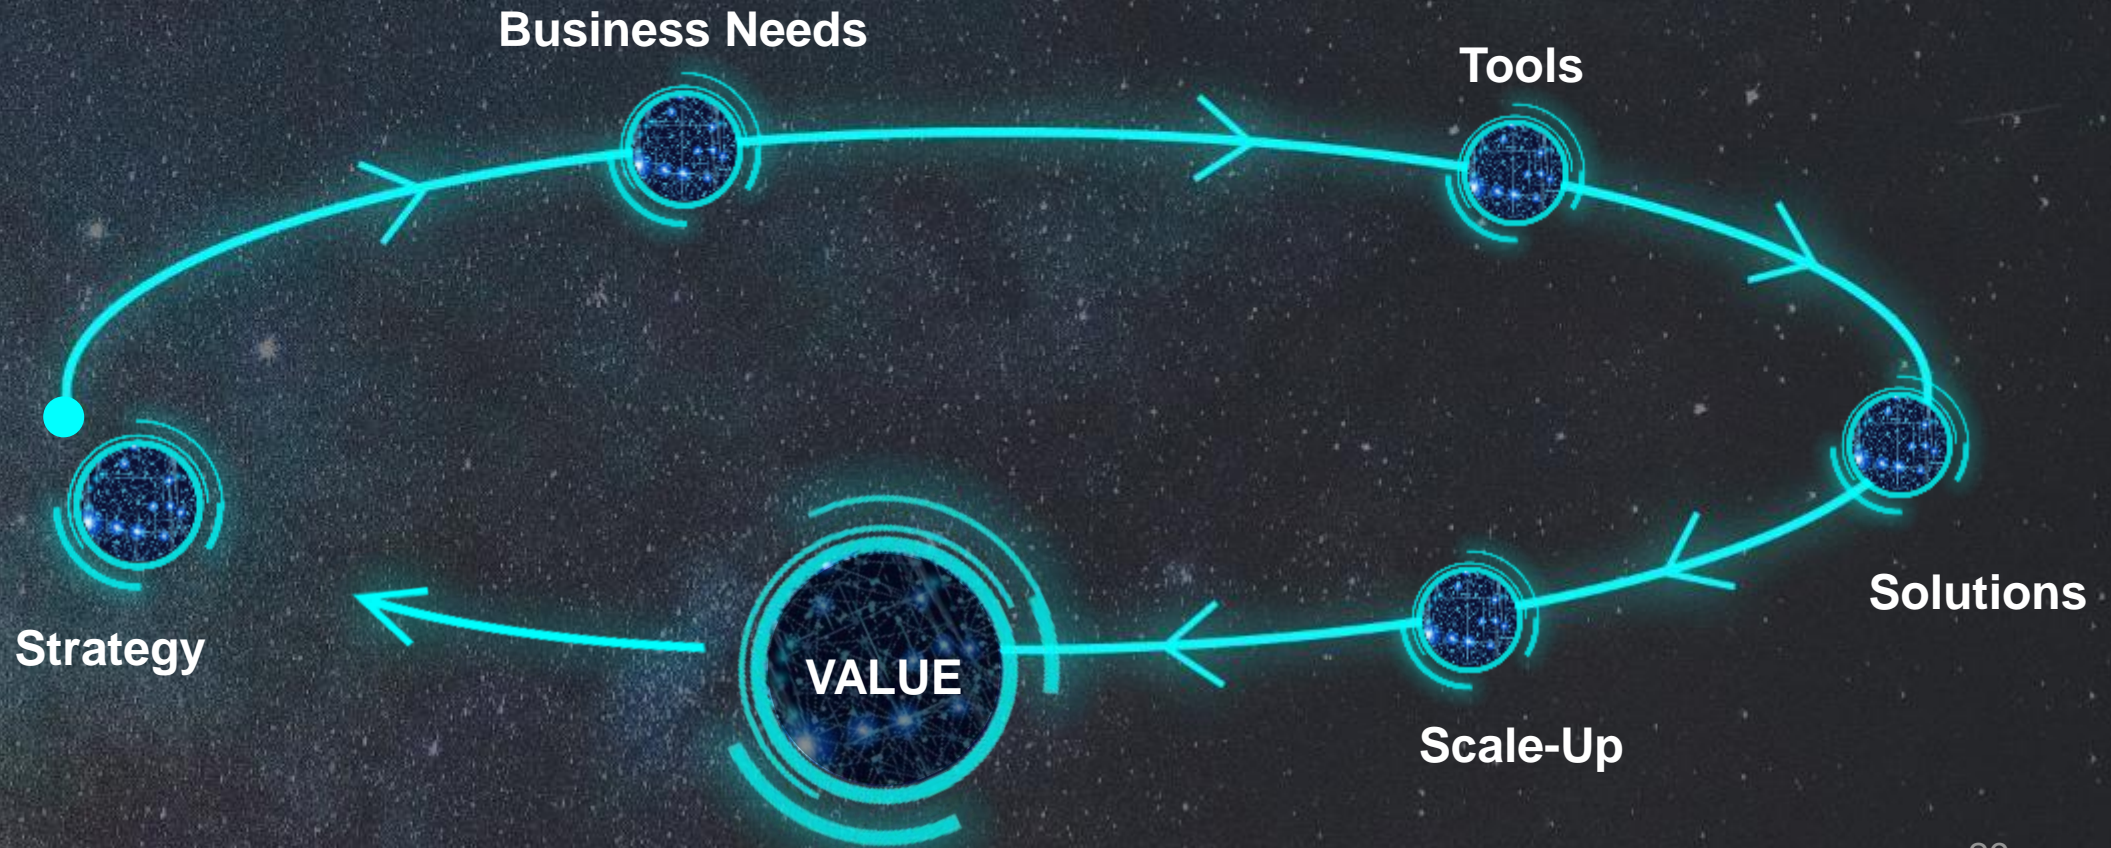 Business Needs
Tools
Solutions
Strategy
VALUE
Scale-Up